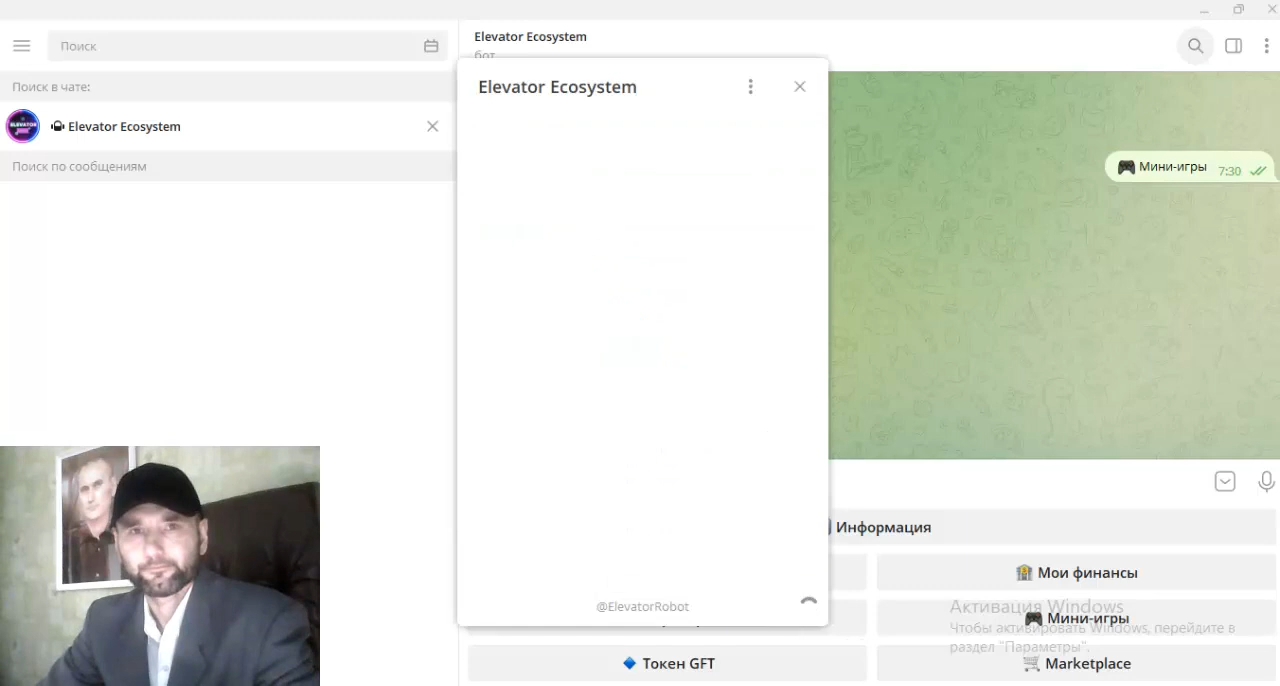 Поиск
Поиск в чате:
Elevator Ecosystem
Поиск по сообщениям
Elevator Ecosystem
бот
Elevator Ecosystem
@ElevatorRobot
Мини-игры 7:30
Информация
Мои финансы
Мини-игры
Токен GFT
Marketplace
Активация Windows
Чтобы активировать Windows, перейдите в
раздел "Параметры".
ELEVATOR